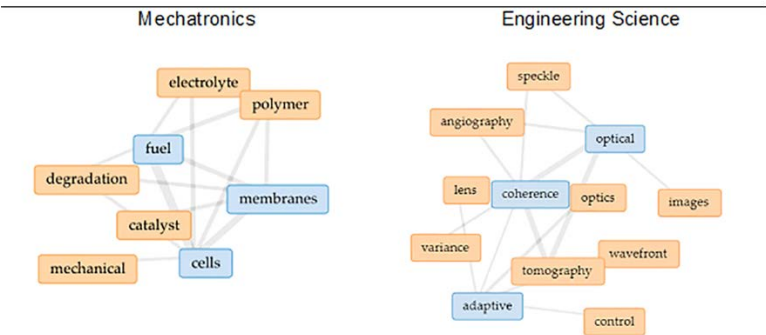 Mechatronics
electrolyte
polymer
fuel
degradation
membranes
catalyst
cells
mechanical
Engineering Science
speckle
angiography
optical
lens
coherence
optics
images
variance
wavefront
tomography
adaptive
control